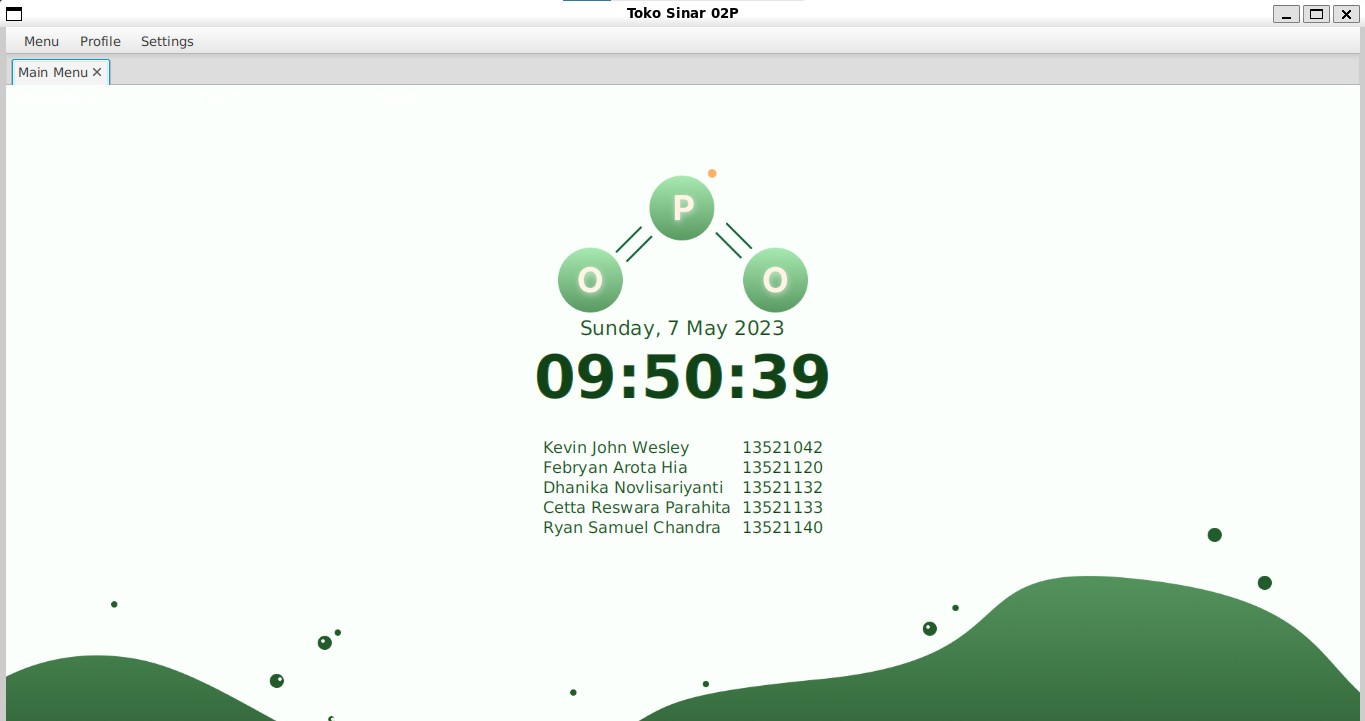 Toko Sinar 02P
Menu Profile Settings
Main Menu
P
O O
Sunday, 7 May 2023
09:50:39
Kevin John Wesley 13521042
Febryan Arota Hia 13521120
Dhanika Novlisariyanti 13521132
Cetta Reswara Parahita 13521133
Ryan Samuel Chandra 13521140